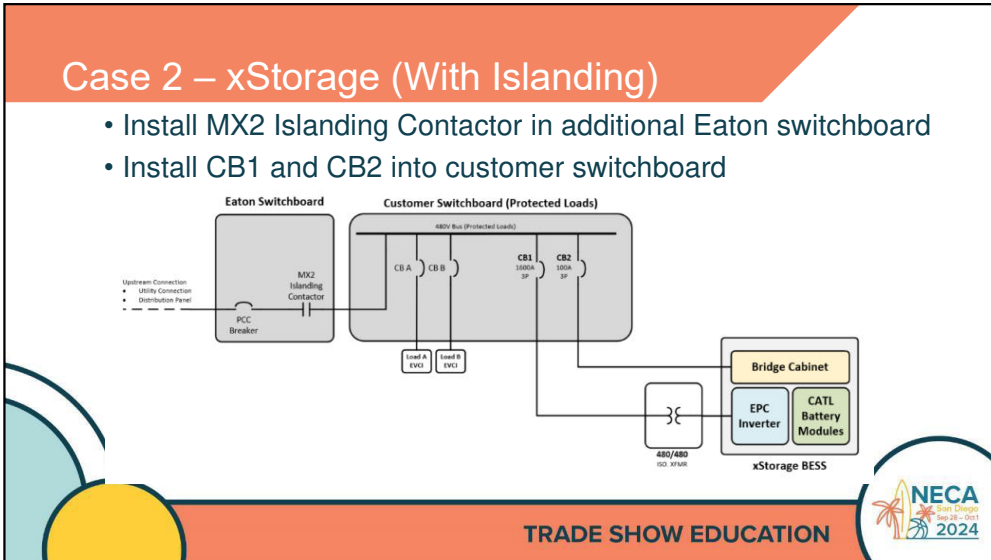 Case 2 – xStorage (With Islanding)
• Install MX2 Islanding Contactor in additional Eaton switchboard
• Install CB1 and CB2 into customer switchboard
Eaton Switchboard
Customer Switchboard (Protected Loads)
480V Bus (Protected Loads)
Upstream Connection
• Utility Connection
• Distribution Panel
PCC
Breaker
MX2
Islanding
Contactor
CB A
CB B
CB1
1600A
3P
CB2
100A
3P
Load A
EVCI
Load B
EVCI
480/480
ISO. XFMR
Bridge Cabinet
EPC
Inverter
CATL
Battery
Modules
xStorage BESS
TRADE SHOW EDUCATION
NECA
San Diego
Sep 28 – Oct 1
2024